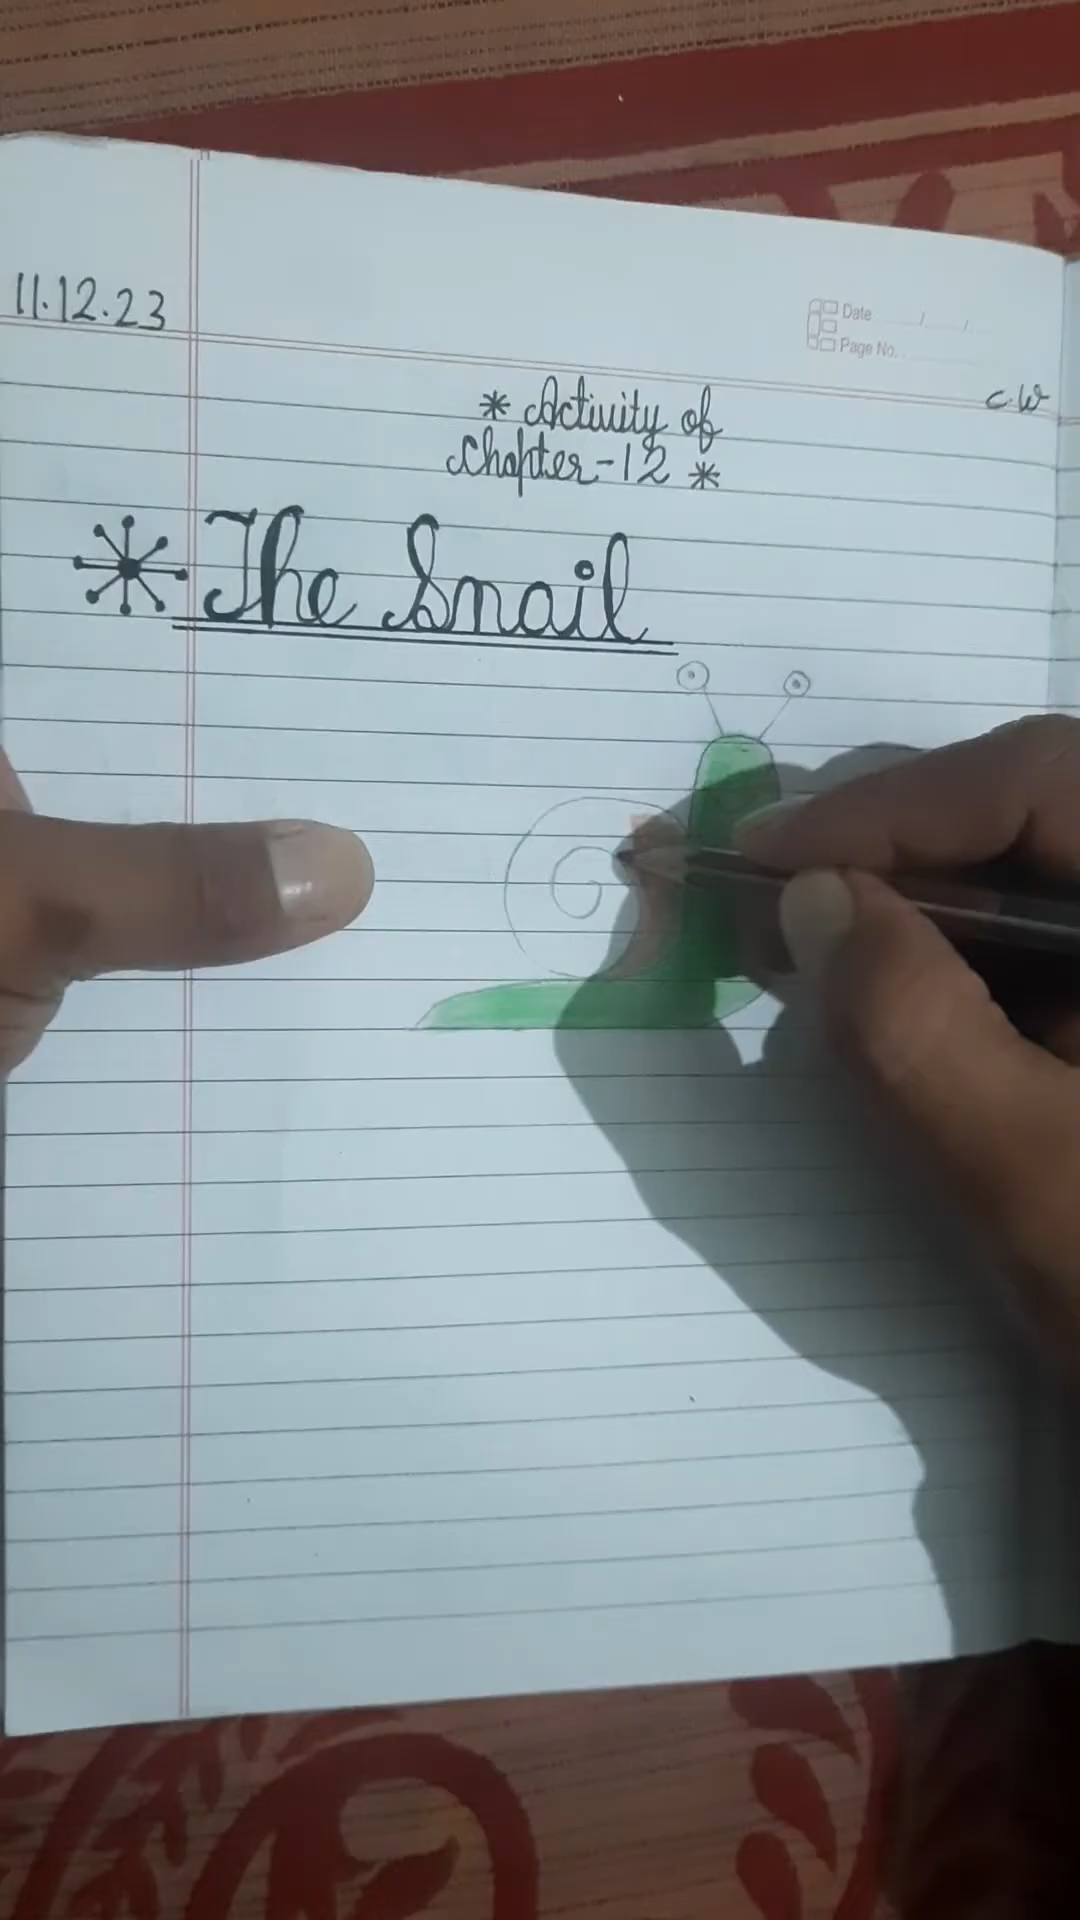 11.12.23
Date ....../....../......
Page No. ..................
C.W
* Activity of
Chapter-12 *
The Snail